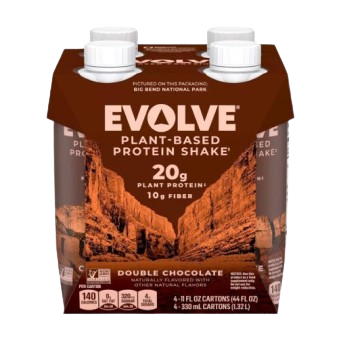 PICTURED ON THIS PACKAGING:
BIG BEND NATIONAL PARK
EVOLVE®
PLANT-BASED
PROTEIN SHAKE
20g
PLANT PROTEIN‡
10g FIBER
DOUBLE CHOCOLATE
NATURALLY FLAVORED WITH
OTHER NATURAL FLAVORS
PER CARTON
140
CALORIES
4 - 11 FL OZ CARTONS (44 FL OZ)
4 - 330 mL CARTONS (1.32 L)